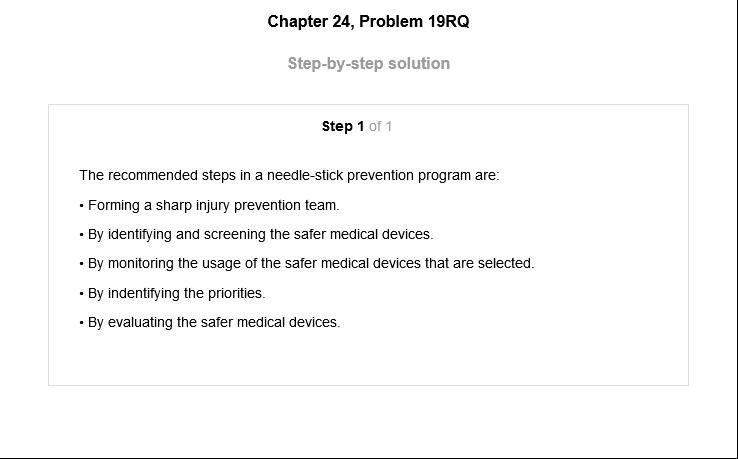 Chapter 24, Problem 19RQ
Step-by-step solution
Step 1 of 1
The recommended steps in a needle-stick prevention program are:
• Forming a sharp injury prevention team.
• By identifying and screening the safer medical devices.
• By monitoring the usage of the safer medical devices that are selected.
• By indentifying the priorities.
• By evaluating the safer medical devices.